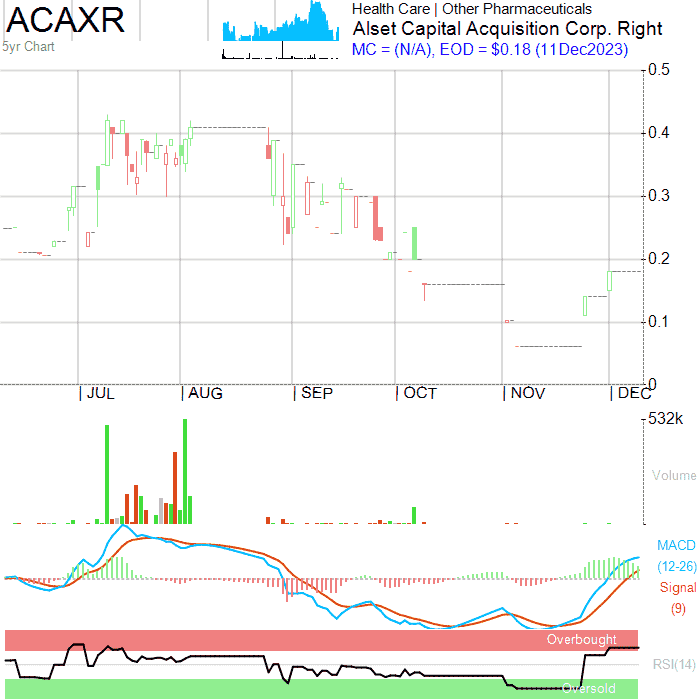 ACAXR
5yr Chart
Health Care | Other Pharmaceuticals
Alset Capital Acquisition Corp. Right
MC = (N/A), EOD = $0.18 (11Dec2023)
0.5
0.4
0.3
0.2
0.1
0
JUL AUG SEP OCT NOV DEC
532k
Volume
MACD
(12-26)
Signal
(9)
Overbought
RSI(14)
Oversold